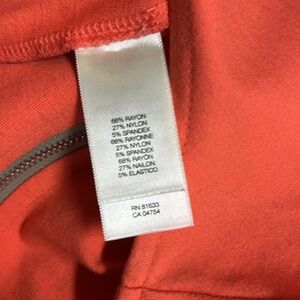 68% RAYON
27% NYLON
5% SPANDEX
68% RAYONNE
27% NYLON
5% SPANDEX
68% RAYÓN
27% NAILON
5% ELASTICO
RN 81633
CA 04754